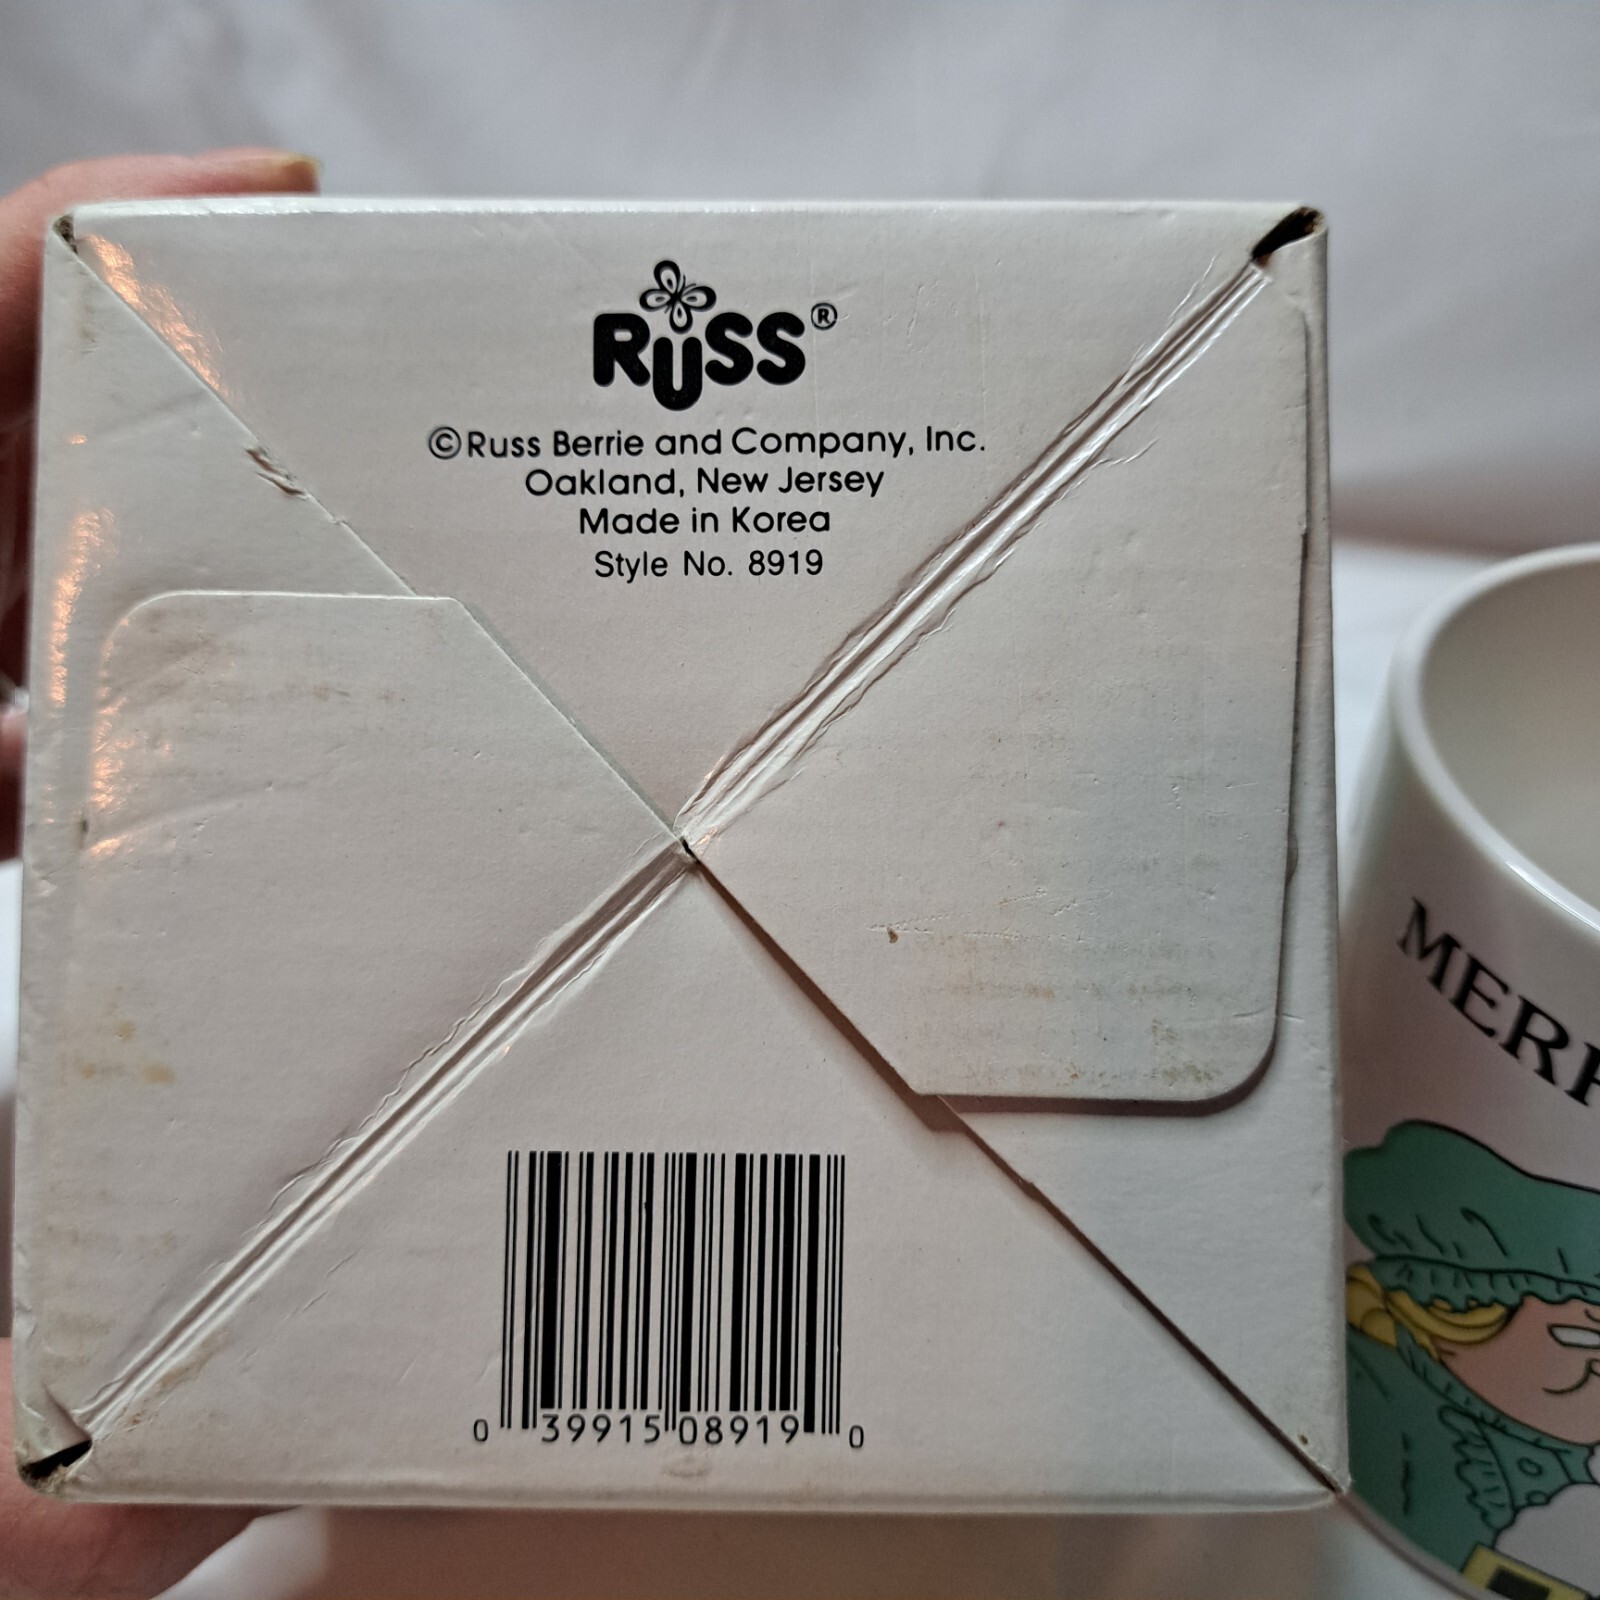 RUSS®
©Russ Berrie and Company, Inc.
Oakland, New Jersey
Made in Korea
Style No. 8919
0 39915 08919 0